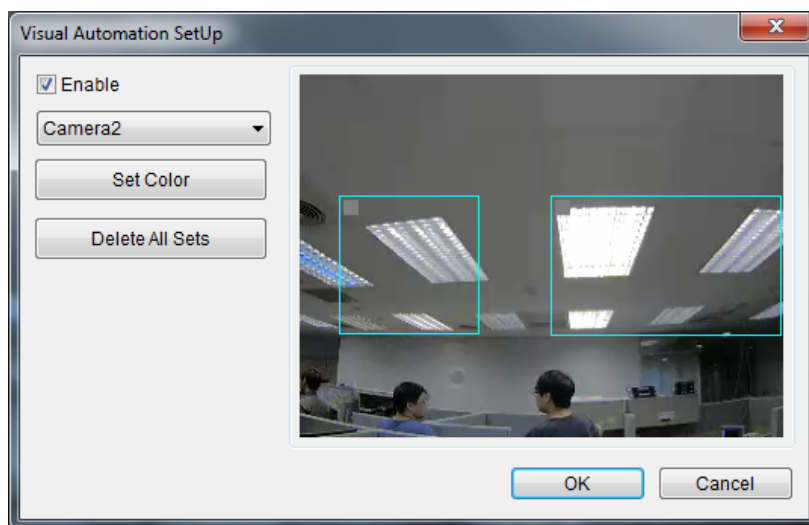 Visual Automation SetUp
Enable
Camera2
Set Color
Delete All Sets
OK
Cancel